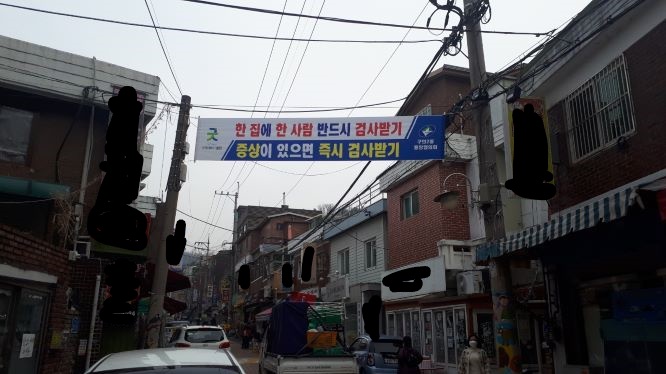 한 집에 한 사람 반드시 검사받기
증상이 있으면 즉시 검사받기